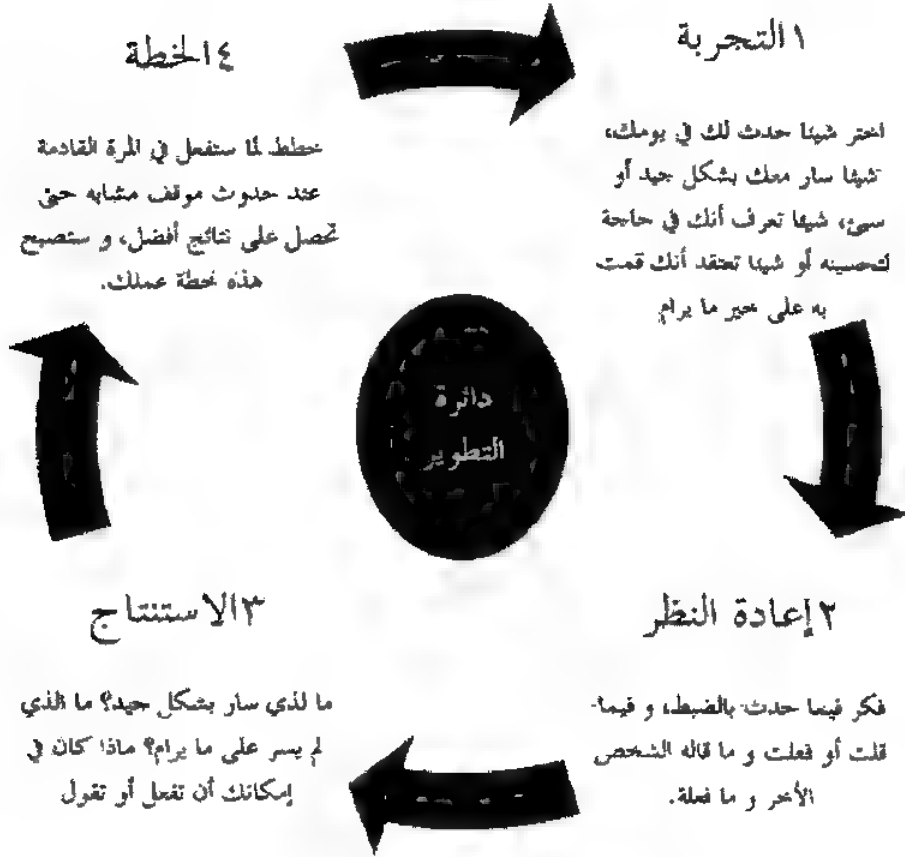 ١ التجربة
اختر شيئا حدث لك في يومك،
شيئا سار معك بشكل جيد أو
سيئ، شيئا تعرف أنك في حاجة
لتحسينه أو شيئا تعتقد أنك قمت
به على خير ما يرام
٢ إعادة النظر
فكر فيما حدث بالضبط، و فيما
قلت أو فعلت و ما قاله الشخص
الأخر و ما فعلة.
٣ الاستنتاج
ما لذي سار بشكل جيد؟ ما الذي
لم يسر على ما يرام؟ ماذا كان في
إمكانك أن تفعل أو تقول
٤ الخطة
خطط لما ستفعل في المرة القادمة
عند حدوث موقف مشابه حتى
تحصل على نتائج أفضل، و ستصبح
هذه خطة عملك.
دائرة
التطوير